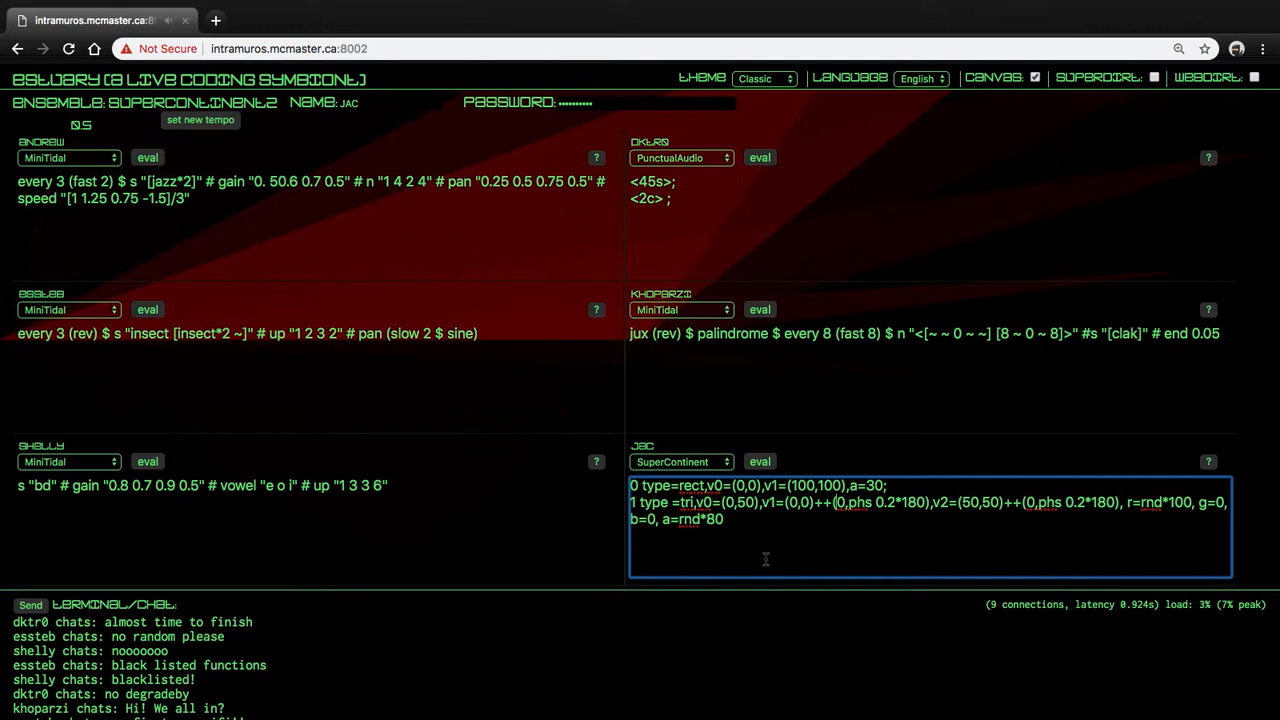 intramuros.mcmaster.ca:8
Not Secure
intramuros.mcmaster.ca:8002
estuary (a live coding symbiont)
theme Classic language English canvas: superdirt: webdirt:
ensemble: supercontinent2 name: JAC password: ••••••••••
0.5 set new tempo
andrew
MiniTidal eval ?
every 3 (fast 2) $ s "[jazz*2]" # gain "0. 50.6 0.7 0.5" # n "1 4 2 4" # pan "0.25 0.5 0.75 0.5" #
speed "[1 1.25 0.75 -1.5]/3"
dktr0
PunctualAudio eval ?
<45s>;
<2c> ;
essteb
MiniTidal eval ?
every 3 (rev) $ s "insect [insect*2 ~]" # up "1 2 3 2" # pan (slow 2 $ sine)
khoparzi
MiniTidal eval ?
jux (rev) $ palindrome $ every 8 (fast 8) $ n "<[~ ~ 0 ~ ~] [8 ~ 0 ~ 8]>" #s "[clak]" # end 0.05
shelly
MiniTidal eval ?
s "bd" # gain "0.8 0.7 0.9 0.5" # vowel "e o i" # up "1 3 3 6"
jac
SuperContinent eval ?
0 type=rect,v0=(0,0),v1=(100,100),a=30;
1 type =tri,v0=(0,50),v1=(0,0)++(0,phs 0.2*180),v2=(50,50)++(0,phs 0.2*180), r=rnd*100, g=0,
b=0, a=rnd*80
Send terminal/chat:
(9 connections, latency 0.924s) load: 3% (7% peak)
dktr0 chats: almost time to finish
essteb chats: no random please
shelly chats: nooooooo
essteb chats: black listed functions
shelly chats: blacklisted!
dktr0 chats: no degradeby
khoparzi chats: Hi! We all in?